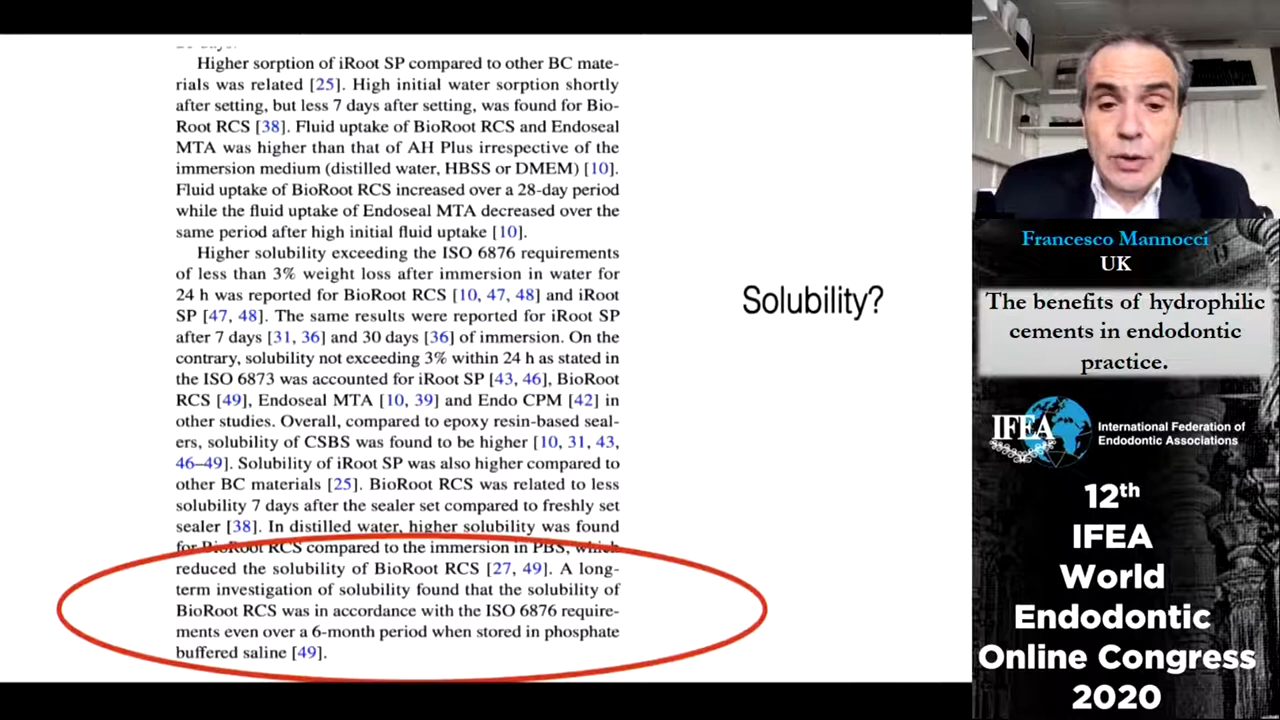 Higher sorption of iRoot SP compared to other BC mate-
rials was related [25]. High initial water sorption shortly
after setting, but less 7 days after setting, was found for Bio-
Root RCS [38]. Fluid uptake of BioRoot RCS and Endoseal
MTA was higher than that of AH Plus irrespective of the
immersion medium (distilled water, HBSS or DMEM) [10].
Fluid uptake of BioRoot RCS increased over a 28-day period
while the fluid uptake of Endoseal MTA decreased over the
same period after high initial fluid uptake [10].
Higher solubility exceeding the ISO 6876 requirements
of less than 3% weight loss after immersion in water for
24 h was reported for BioRoot RCS [10, 47, 48] and iRoot
SP [47, 48]. The same results were reported for iRoot SP
after 7 days [31, 36] and 30 days [36] of immersion. On the
contrary, solubility not exceeding 3% within 24 h as stated in
the ISO 6873 was accounted for iRoot SP [43, 46], BioRoot
RCS [49], Endoseal MTA [10, 39] and Endo CPM [42] in
other studies. Overall, compared to epoxy resin-based seal-
ers, solubility of CSBS was found to be higher [10, 31, 43,
46–49]. Solubility of iRoot SP was also higher compared to
other BC materials [25]. BioRoot RCS was related to less
solubility 7 days after the sealer set compared to freshly set
sealer [38]. In distilled water, higher solubility was found
for BioRoot RCS compared to the immersion in PBS, which
reduced the solubility of BioRoot RCS [27, 49]. A long-
term investigation of solubility found that the solubility of
BioRoot RCS was in accordance with the ISO 6876 require-
ments even over a 6-month period when stored in phosphate
buffered saline [49].
Solubility?
Francesco Mannocci
UK
The benefits of hydrophilic
cements in endodontic
practice.
IFEA
International Federation of
Endodontic Associations
12th
IFEA
World
Endodontic
Online Congress
2020